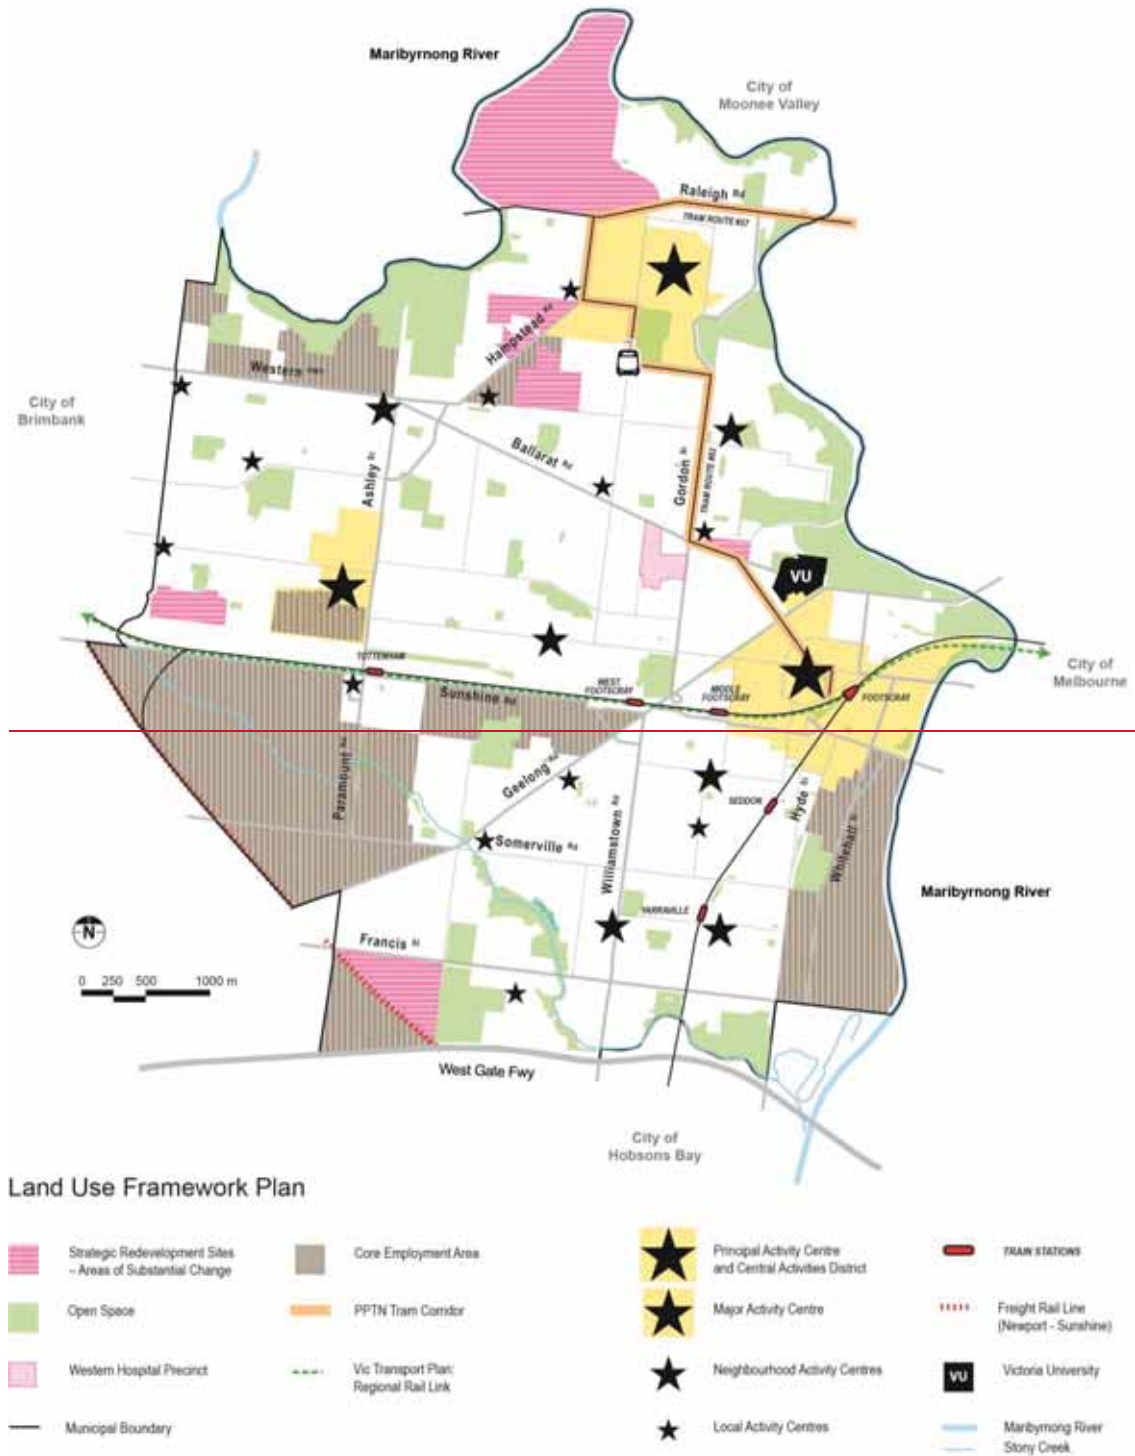 Maribyrnong River
City of
Moonee Valley
Raleigh Rd
TRAM ROUTE
Hampstead Rd
Western HWY
City of
Brimbank
Ballarat Rd
Ashley St
Gordon St
TRAM ROUTE
VU
TOTTENHAM
WEST
FOOTSCRAY
MIDDLE
FOOTSCRAY
FOOTSCRAY
City of
Melbourne
Sunshine Rd
Paramount Rd
Geelong Rd
SEDDON
Hyde St
Somerville Rd
Williamstown Rd
Whitehall St
Maribyrnong River
YARRAVILLE
N
Francis St
0 250 500 1000 m
West Gate Fwy
City of
Hobsons Bay
Land Use Framework Plan
Strategic Redevelopment Sites
– Areas of Substantial Change
Open Space
Western Hospital Precinct
Municipal Boundary
Core Employment Area
PPTN Tram Corridor
Vic Transport Plan:
Regional Rail Link
Principal Activity Centre
and Central Activities District
Major Activity Centre
Neighbourhood Activity Centres
Local Activity Centres
TRAIN STATIONS
Freight Rail Line
(Newport - Sunshine)
VU
Victoria University
Maribyrnong River
Stony Creek